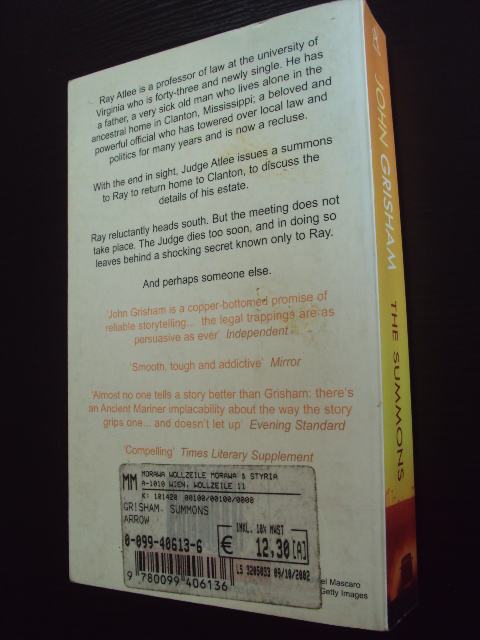 Ray Atlee is a professor of law at the university of
Virginia who is forty-three and newly single. He has
a father, a very sick old man who lives alone in the
ancestral home in Clanton, Mississippi; a beloved and
powerful official who has towered over local law and
politics for many years and is now a recluse.
With the end in sight, Judge Atlee issues a summons
to Ray to return home to Clanton, to discuss the
details of his estate.
Ray reluctantly heads south. But the meeting does not
take place. The Judge dies too soon, and in doing so
leaves behind a shocking secret known only to Ray.
And perhaps someone else.
'John Grisham is a copper-bottomed promise of
reliable storytelling... the legal trappings are as
persuasive as ever' Independent
'Smooth, tough and addictive' Mirror
'Almost no one tells a story better than Grisham; there's
an Ancient Mariner implacability about the way the story
grips one... and doesn't let up' Evening Standard
'Compelling' Times Literary Supplement
MM MORAWA WOLLZEILE MORAWA & STYRIA
A-1010 WIEN, WOLLZEILE 11
K: 101420 00100/00100/0000
GRISHAM. SUMMONS
ARROW
INKL. 10% MWST
0-099-40613-6
€ 12,30[A]
LS 3205033 09/10/2002
9 780099 406136
el Mascaro
Getty Images
JOHN GRISHAM THE SUMMONS